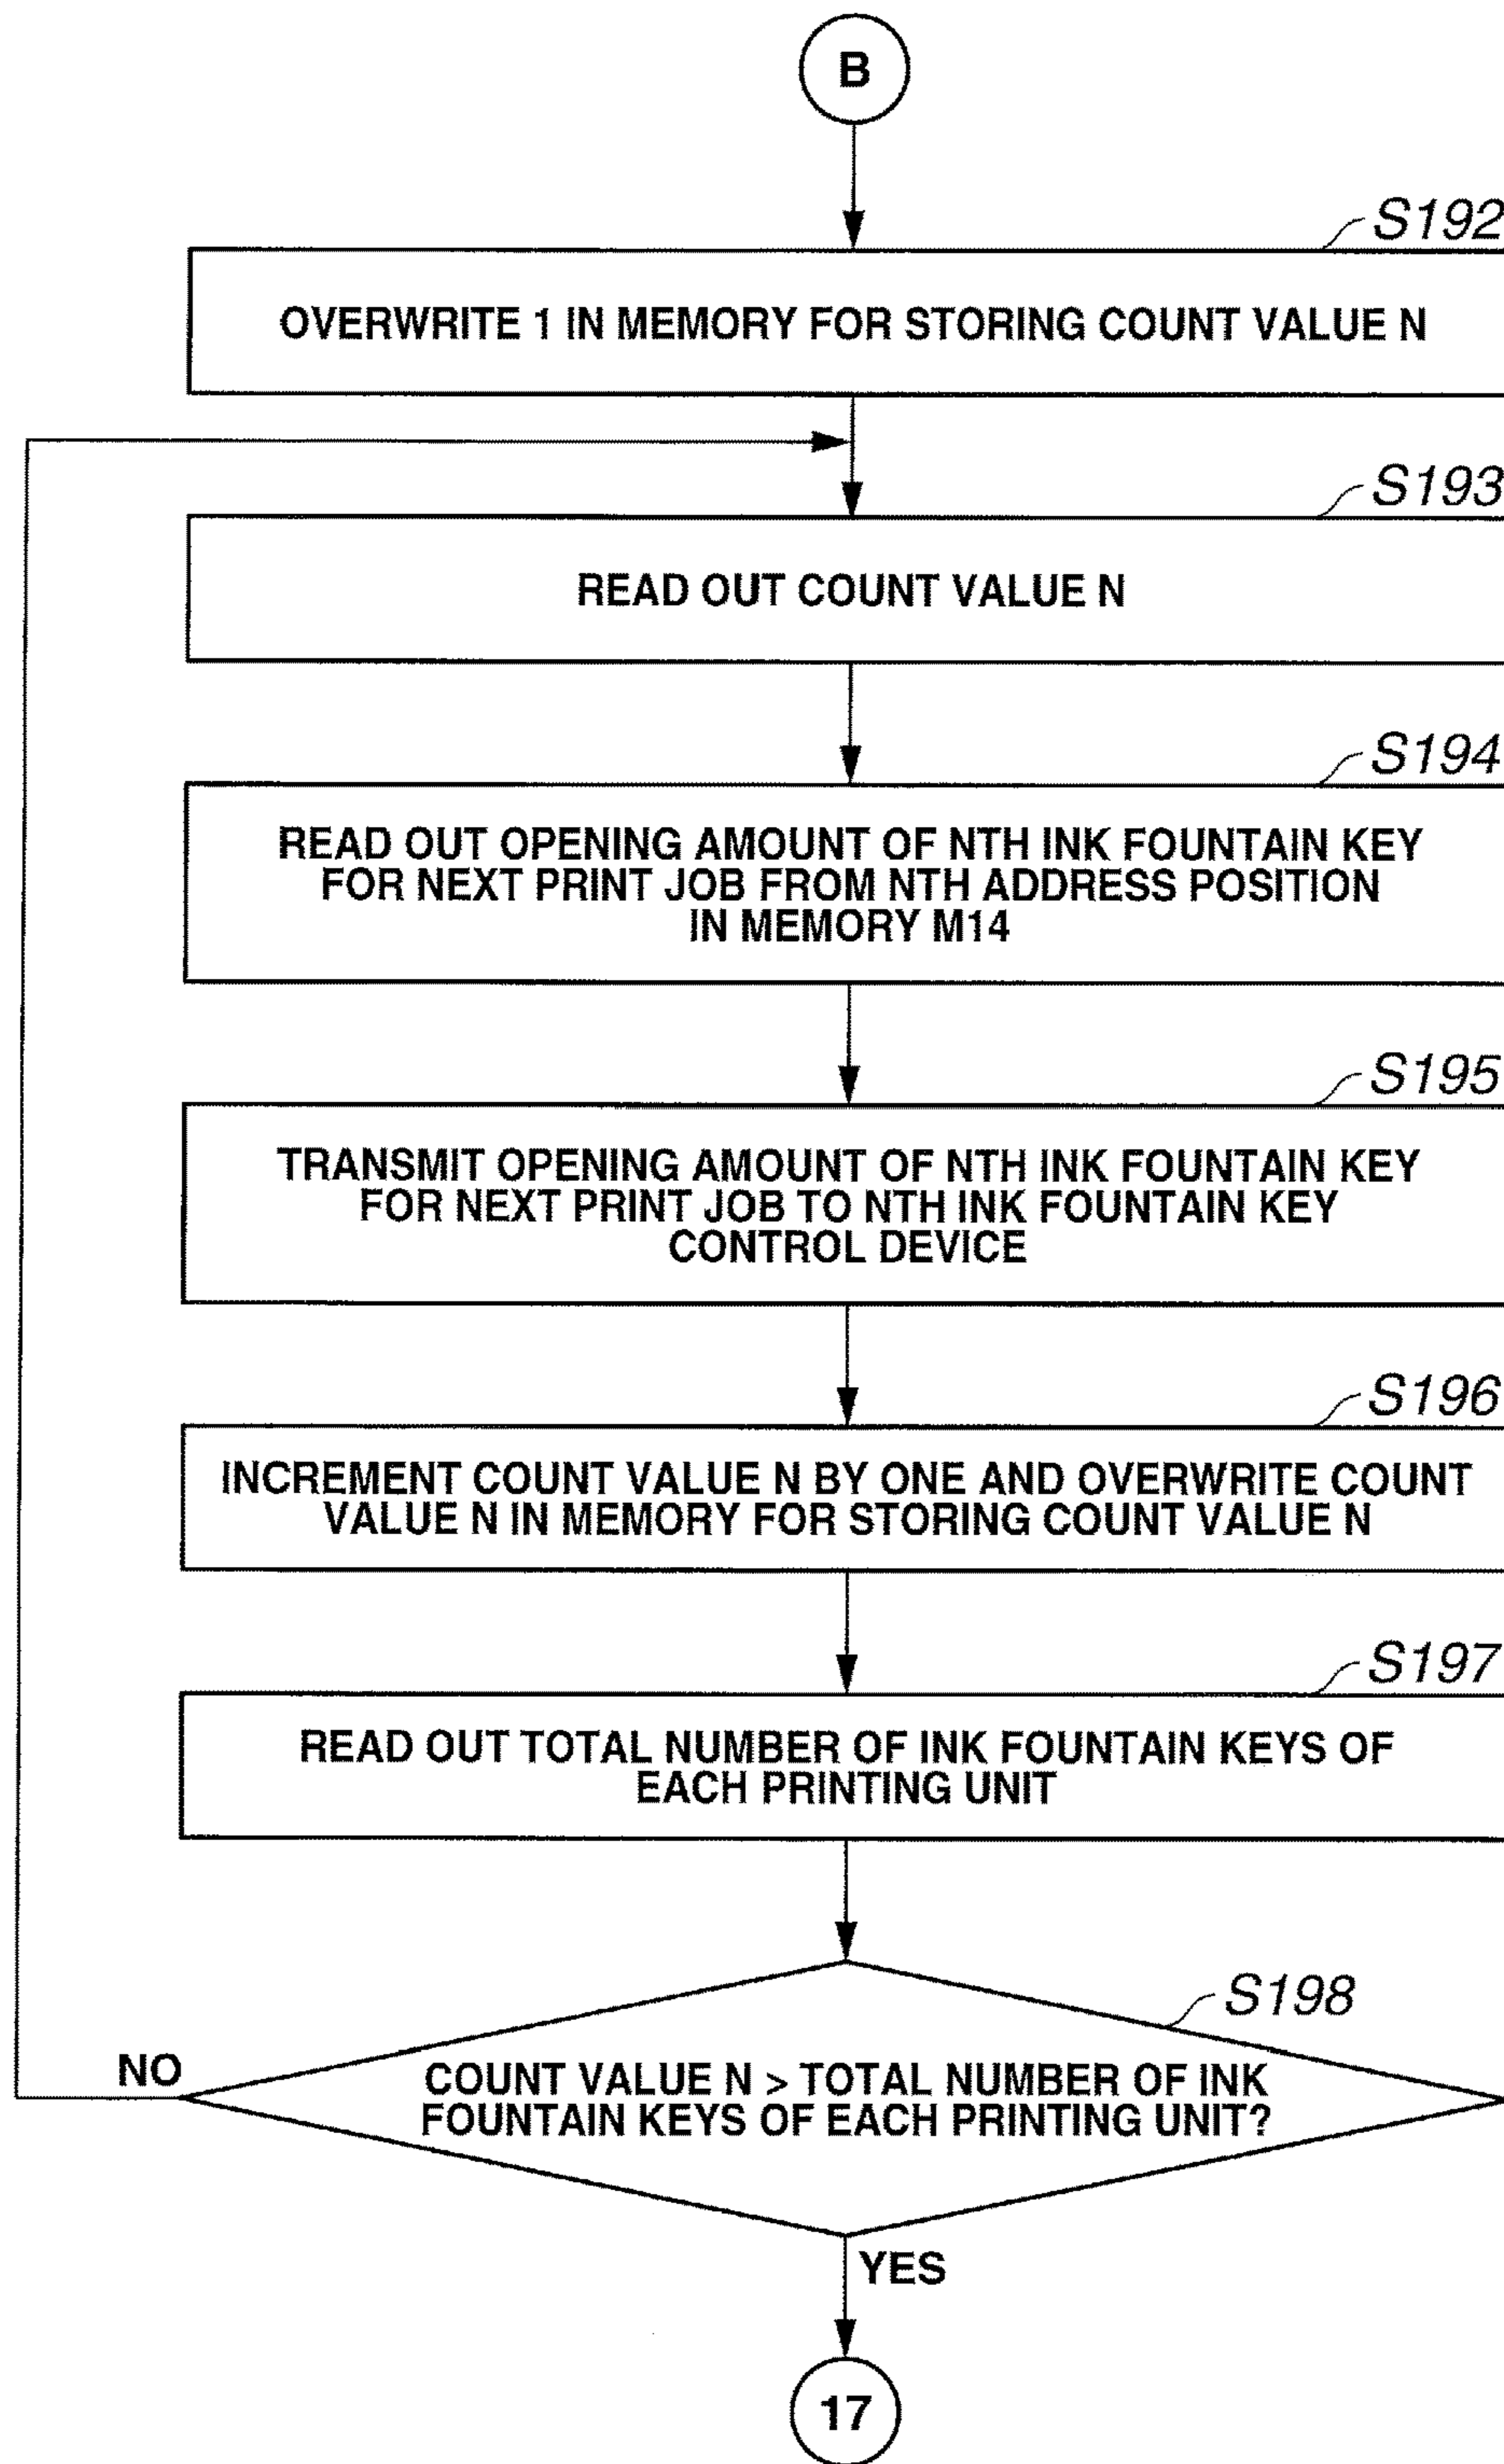 B
S192
OVERWRITE 1 IN MEMORY FOR STORING COUNT VALUE N
S193
READ OUT COUNT VALUE N
S194
READ OUT OPENING AMOUNT OF NTH INK FOUNTAIN KEY
FOR NEXT PRINT JOB FROM NTH ADDRESS POSITION
IN MEMORY M14
S195
TRANSMIT OPENING AMOUNT OF NTH INK FOUNTAIN KEY
FOR NEXT PRINT JOB TO NTH INK FOUNTAIN KEY
CONTROL DEVICE
S196
INCREMENT COUNT VALUE N BY ONE AND OVERWRITE COUNT
VALUE N IN MEMORY FOR STORING COUNT VALUE N
S197
READ OUT TOTAL NUMBER OF INK FOUNTAIN KEYS OF
EACH PRINTING UNIT
S198
NO
COUNT VALUE N > TOTAL NUMBER OF INK
FOUNTAIN KEYS OF EACH PRINTING UNIT?
YES
17